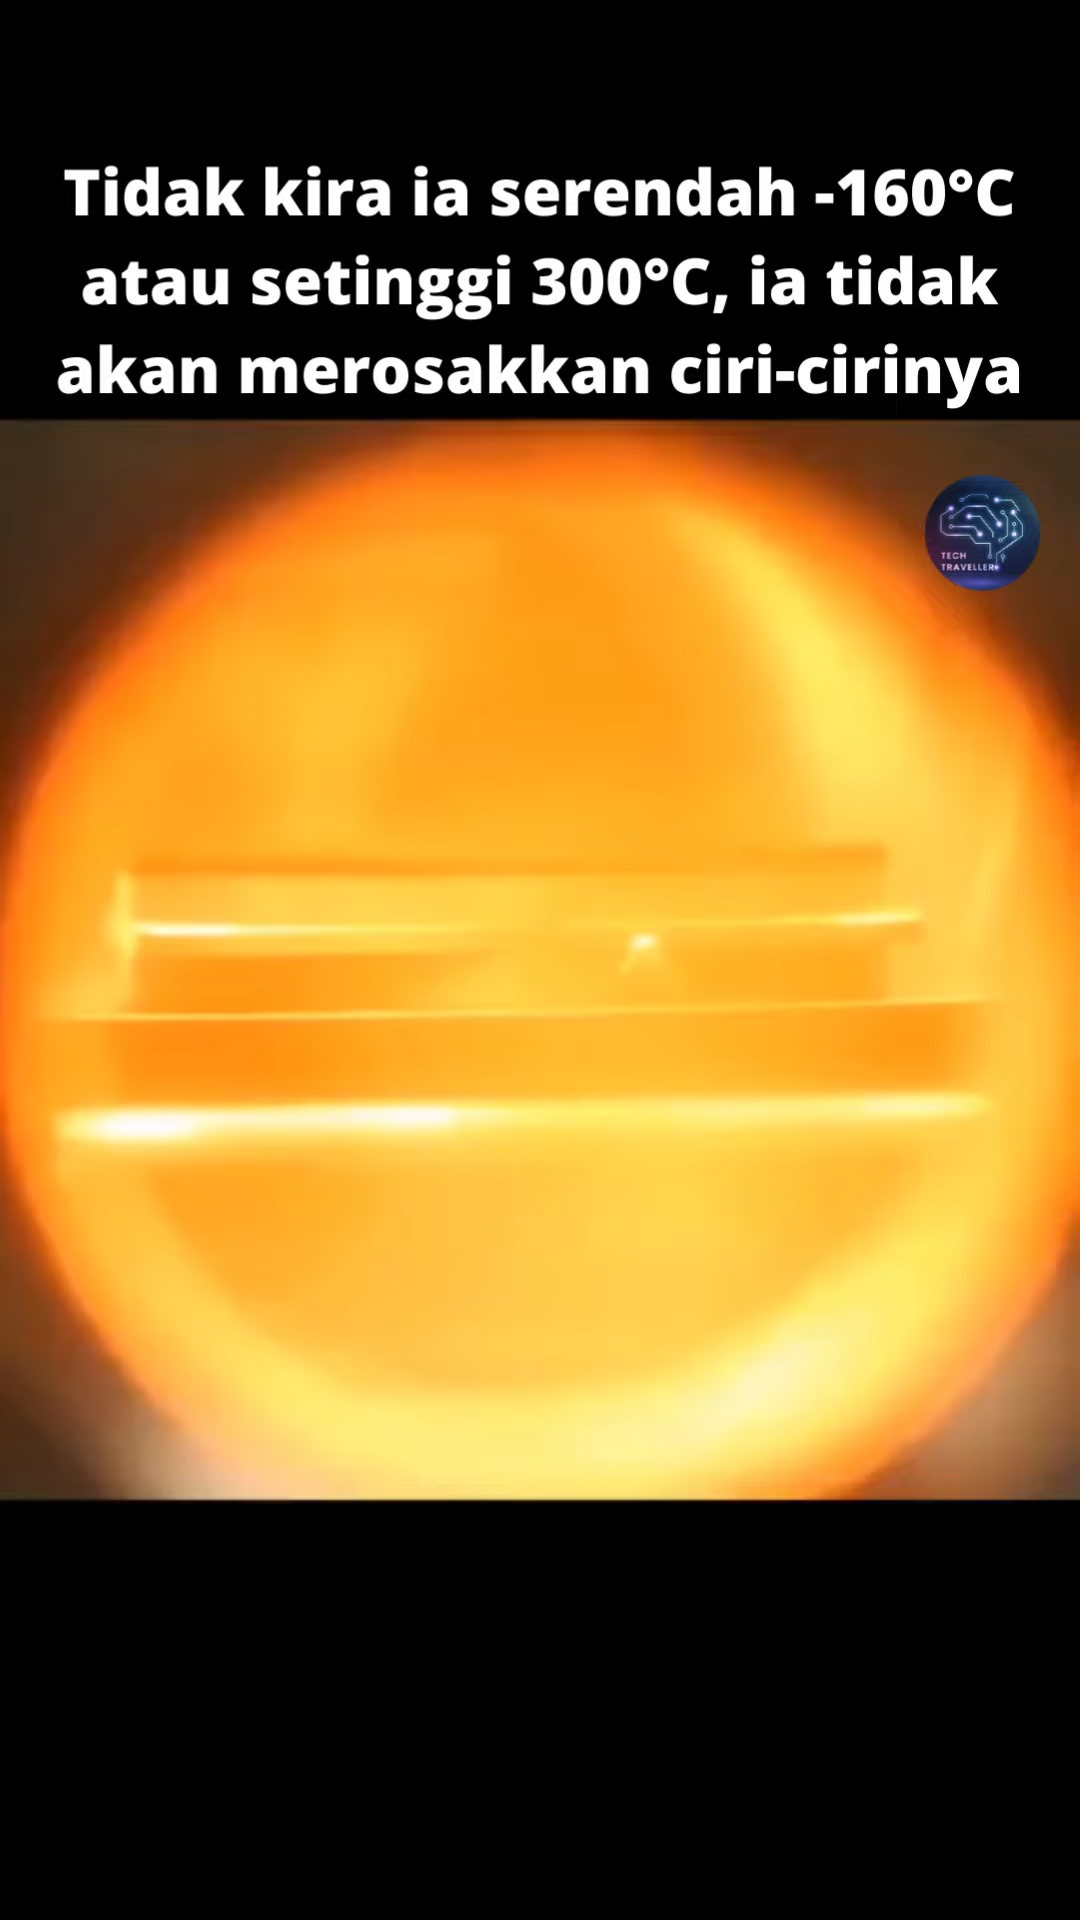 Tidak kira ia serendah -160°C
atau setinggi 300°C, ia tidak
akan merosakkan ciri-cirinya
TECH
TRAVELLER